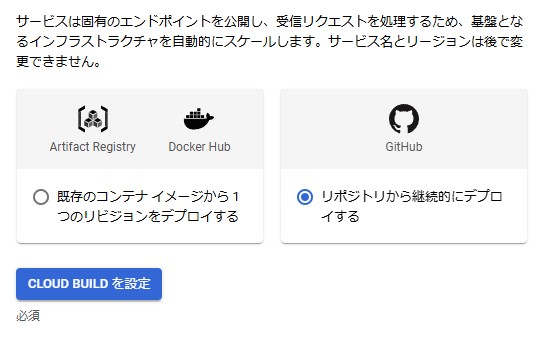 サービスは固有のエンドポイントを公開し、受信リクエストを処理するため、基盤とな
るインフラストラクチャを自動的にスケールします。サービス名とリージョンは後で変
更できません。
Artifact Registry
Docker Hub
既存のコンテナ イメージから 1
つのリビジョンをデプロイする
GitHub
リポジトリから継続的にデプロ
イする
CLOUD BUILD を設定
必須